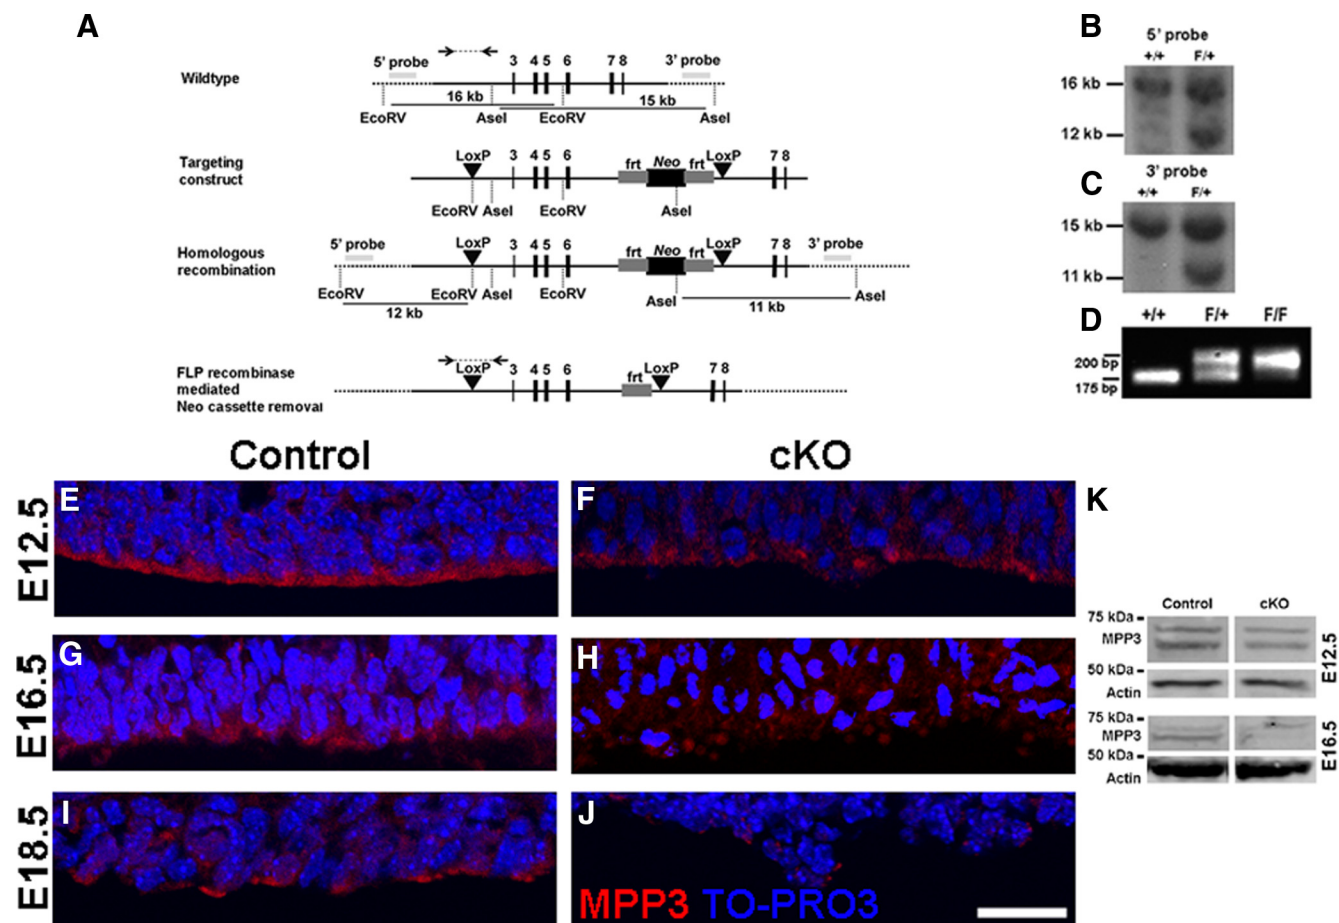 A
5' probe
3 4 5 6 7 8
3' probe
Wildtype
16 kb
15 kb
EcoRV AseI EcoRV AseI
Targeting
construct
LoxP 3 4 5 6 frt Neo frt LoxP 7 8
EcoRV AseI EcoRV AseI
Homologous
recombination
5' probe LoxP 3 4 5 6 frt Neo frt LoxP 7 8 3' probe
EcoRV EcoRV AseI EcoRV AseI AseI
12 kb
11 kb
FLP recombinase
mediated
Neo cassette removal
LoxP 3 4 5 6 frt LoxP 7 8
B
5' probe
+/+ F/+
16 kb
12 kb
C
3' probe
+/+ F/+
15 kb
11 kb
D
+/+ F/+ F/F
200 bp
175 bp
Control cKO
E12.5
E F
E16.5
G H
E18.5
I J
MPP3 TO-PRO3
K
Control cKO
75 kDa
MPP3
50 kDa
Actin
E12.5
75 kDa
MPP3
50 kDa
Actin
E16.5